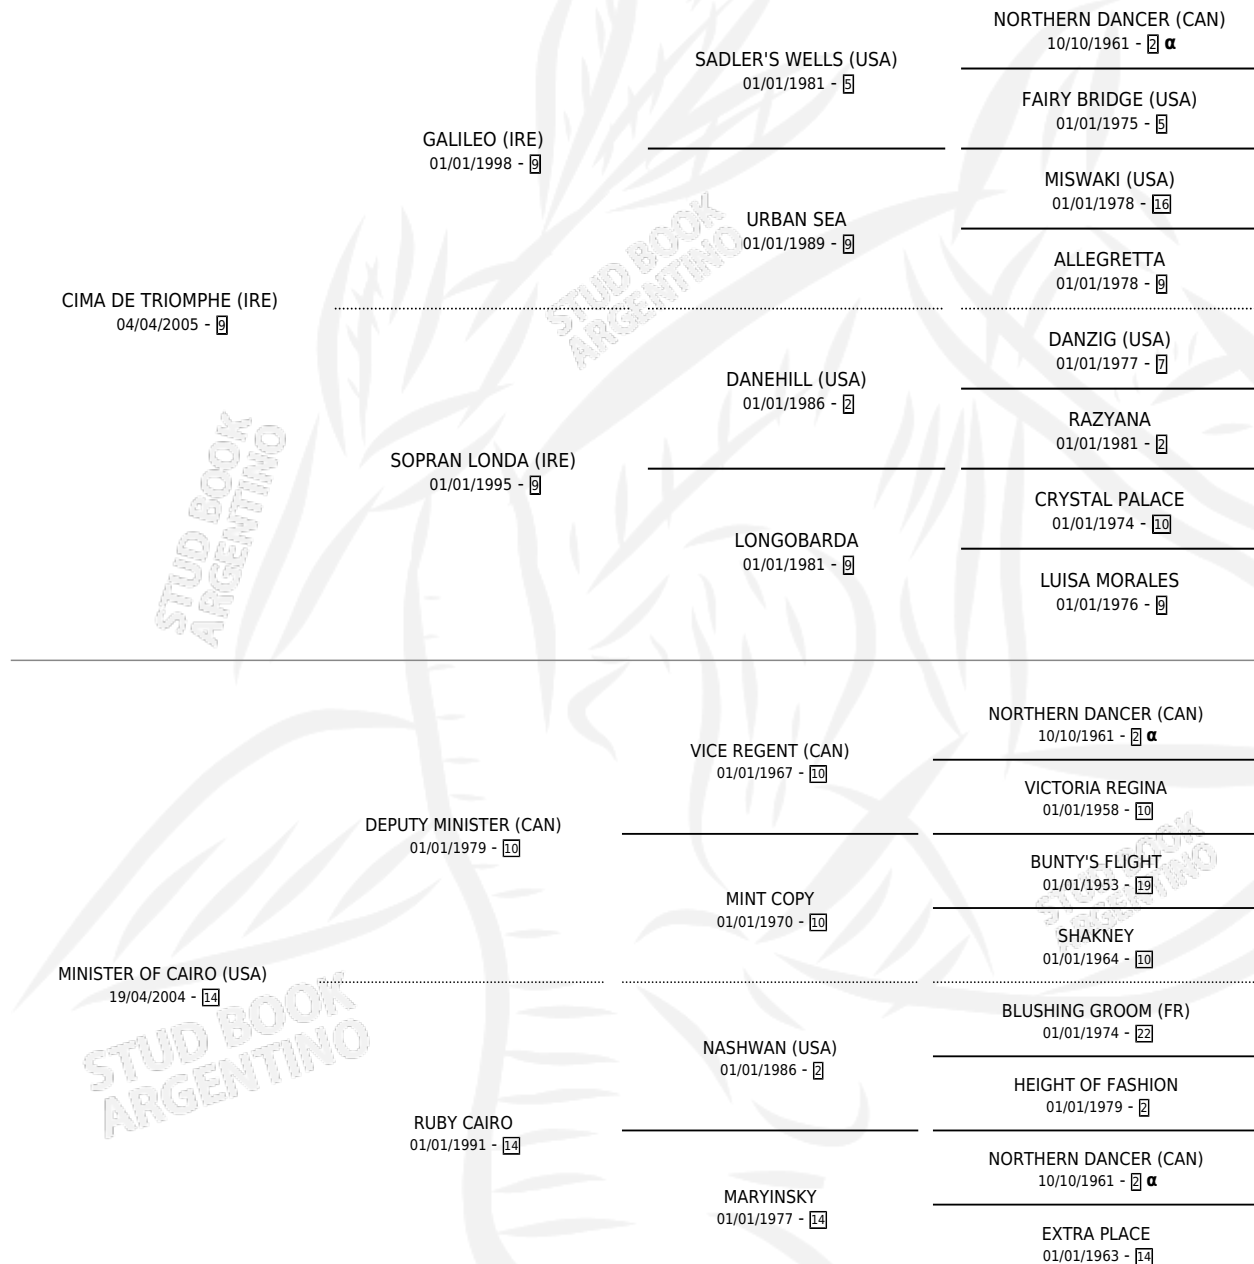 NORTHERN DANCER (CAN)
10/10/1961 - 2 α
SADLER'S WELLS (USA)
01/01/1981 - 5
FAIRY BRIDGE (USA)
01/01/1975 - 5
GALILEO (IRE)
01/01/1998 - 9
MISWAKI (USA)
01/01/1978 - 16
URBAN SEA
01/01/1989 - 9
ALLEGRETTA
01/01/1978 - 9
CIMA DE TRIOMPHE (IRE)
04/04/2005 - 9
STUD BOOK
ARGENTINO
DANZIG (USA)
01/01/1977 - 7
DANEHILL (USA)
01/01/1986 - 2
RAZYANA
01/01/1981 - 2
SOPRAN LONDA (IRE)
01/01/1995 - 9
CRYSTAL PALACE
01/01/1974 - 10
LONGOBARDA
01/01/1981 - 9
LUISA MORALES
01/01/1976 - 9
STUD BOOK
ARGENTINO
NORTHERN DANCER (CAN)
10/10/1961 - 2 α
VICE REGENT (CAN)
01/01/1967 - 10
VICTORIA REGINA
01/01/1958 - 10
DEPUTY MINISTER (CAN)
01/01/1979 - 10
BUNTY'S FLIGHT
01/01/1953 - 19
MINT COPY
01/01/1970 - 10
STUD BOOK
ARGENTINO
SHAKNEY
01/01/1964 - 10
MINISTER OF CAIRO (USA)
19/04/2004 - 14
STUD BOOK
ARGENTINO
BLUSHING GROOM (FR)
01/01/1974 - 22
NASHWAN (USA)
01/01/1986 - 2
HEIGHT OF FASHION
01/01/1979 - 2
RUBY CAIRO
01/01/1991 - 14
NORTHERN DANCER (CAN)
10/10/1961 - 2 α
MARYINSKY
01/01/1977 - 14
EXTRA PLACE
01/01/1963 - 14